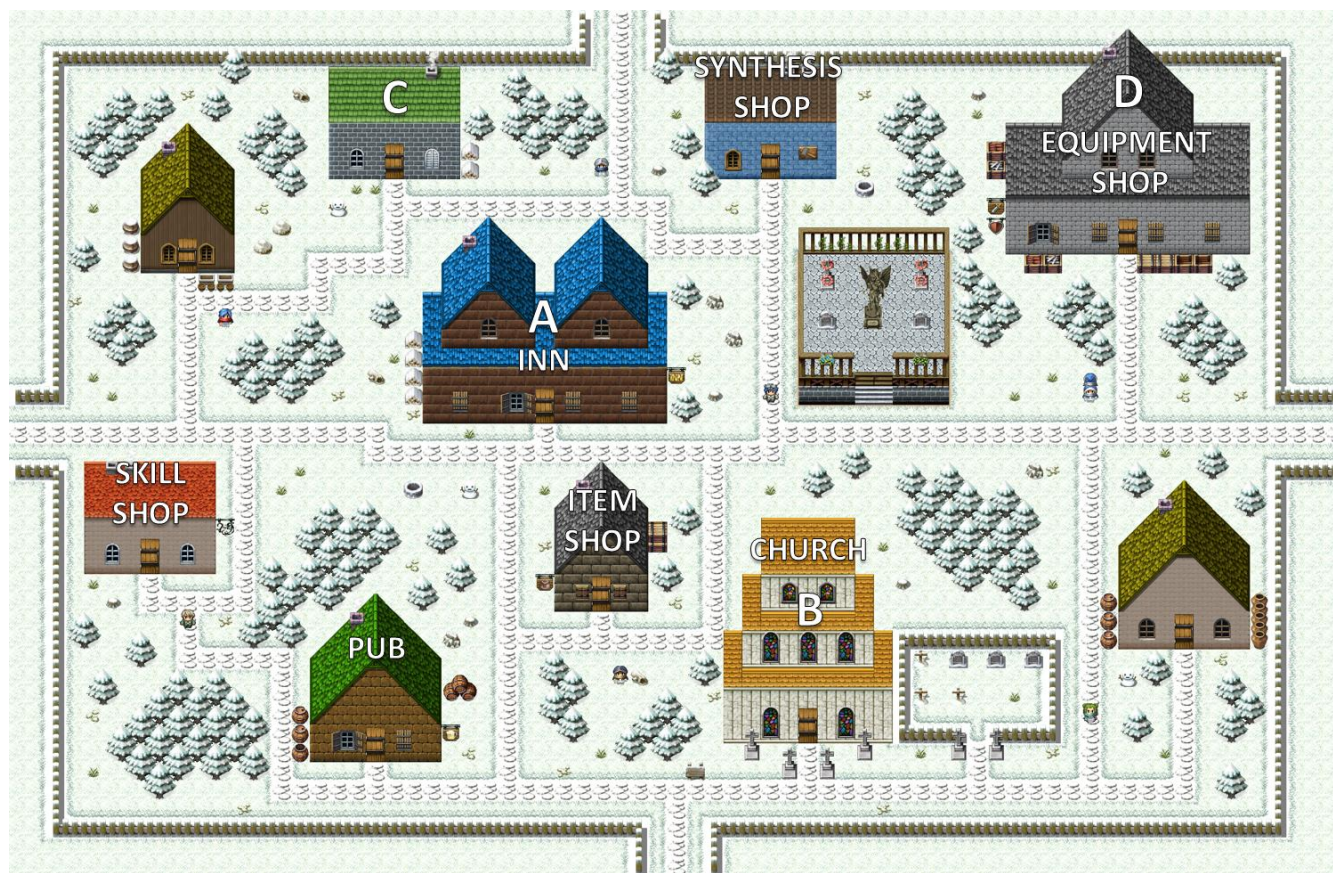 C
SYNTHESIS
SHOP
D
EQUIPMENT
SHOP
A
INN
SKILL
SHOP
ITEM
SHOP
CHURCH
B
PUB